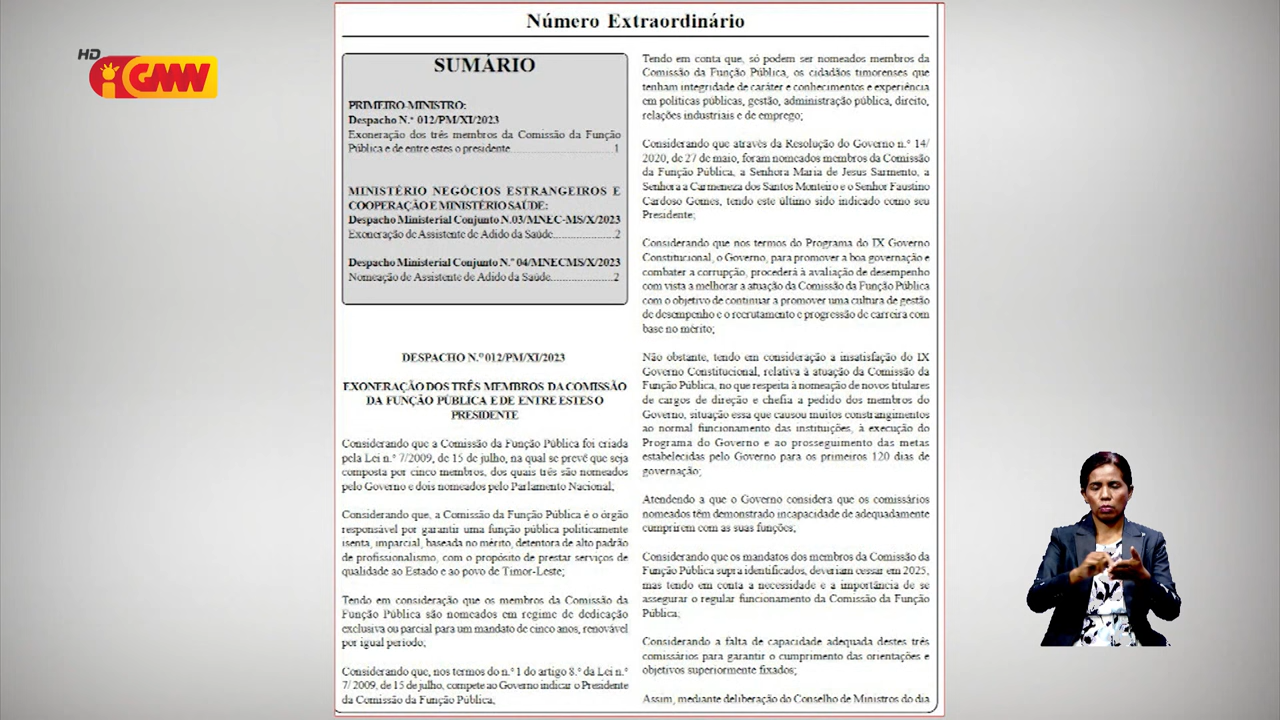 HD
GMW
Número Extraordinário
SUMÁRIO
PRIMEIRO-MINISTRO:
Despacho N.º 012/PM/XI/2023
Exoneração dos três membros da Comissão da Função
Pública e de entre estes o presidente..........................1
MINISTÉRIO NEGÓCIOS ESTRANGEIROS E
COOPERAÇÃO E MINISTÉRIO SAÚDE:
Despacho Ministerial Conjunto N.03/MNEC-MS/X/2023
Exoneração de Assistente de Adido da Saúde.................2
Despacho Ministerial Conjunto N.º 04/MNECMS/X/2023
Nomeação de Assistente de Adido da Saúde.................2
DESPACHO N.º 012/PM/XI/2023
EXONERAÇÃO DOS TRÊS MEMBROS DA COMISSÃO
DA FUNÇÃO PÚBLICA E DE ENTRE ESTES O
PRESIDENTE
Considerando que a Comissão da Função Pública foi criada
pela Lei n.º 7/2009, de 15 de julho, na qual se prevê que seja
composta por cinco membros, dos quais três são nomeados
pelo Governo e dois nomeados pelo Parlamento Nacional;
Considerando que, a Comissão da Função Pública é o órgão
responsável por garantir uma função pública politicamente
isenta, imparcial, baseada no mérito, detentora de alto padrão
de profissionalismo, com o propósito de prestar serviços de
qualidade ao Estado e ao povo de Timor-Leste;
Tendo em consideração que os membros da Comissão da
Função Pública são nomeados em regime de dedicação
exclusiva ou parcial para um mandato de cinco anos, renovável
por igual período;
Considerando que, nos termos do n.º 1 do artigo 8.º da Lei n.º
7/ 2009, de 15 de julho, compete ao Governo indicar o Presidente
da Comissão da Função Pública,
Tendo em conta que, só podem ser nomeados membros da
Comissão da Função Pública, os cidadãos timorenses que
tenham integridade de caráter e conhecimentos e experiência
em políticas públicas, gestão, administração pública, direito,
relações industriais e de emprego;
Considerando que através da Resolução do Governo n.º 14/
2020, de 27 de maio, foram nomeados membros da Comissão
da Função Pública, a Senhora Maria de Jesus Sarmento, a
Senhora a Carmeneza dos Santos Monteiro e o Senhor Faustino
Cardoso Gomes, tendo este último sido indicado como seu
Presidente;
Considerando que nos termos do Programa do IX Governo
Constitucional, o Governo, para promover a boa governação e
combater a corrupção, procederá à avaliação de desempenho
com vista a melhorar a atuação da Comissão da Função Pública
com o objetivo de continuar a promover uma cultura de gestão
de desempenho e o recrutamento e progressão de carreira com
base no mérito;
Não obstante, tendo em consideração a insatisfação do IX
Governo Constitucional, relativa à atuação da Comissão da
Função Pública, no que respeita à nomeação de novos titulares
de cargos de direção e chefia a pedido dos membros do
Governo, situação essa que causou muitos constrangimentos
ao normal funcionamento das instituições, à execução do
Programa do Governo e ao prosseguimento das metas
estabelecidas pelo Governo para os primeiros 120 dias de
governação;
Atendendo a que o Governo considera que os comissários
nomeados têm demonstrado incapacidade de adequadamente
cumprirem com as suas funções;
Considerando que os mandatos dos membros da Comissão da
Função Pública supra identificados, deveriam cessar em 2025,
mas tendo em conta a necessidade e a importância de se
assegurar o regular funcionamento da Comissão da Função
Pública;
Considerando a falta de capacidade adequada destes três
comissários para garantir o cumprimento das orientações e
objetivos superiormente fixados;
Assim, mediante deliberação do Conselho de Ministros do dia